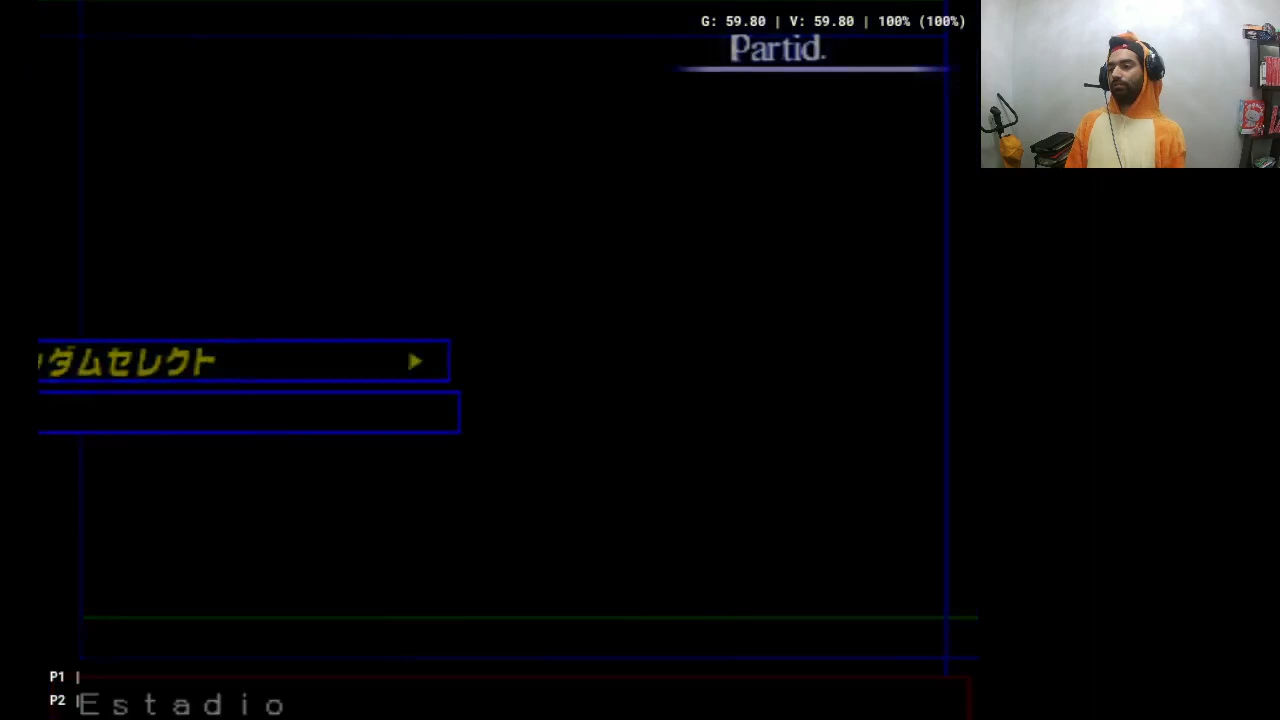 G: 59.80 | V: 59.80 | 100% (100%)
Partid.
ダムセレクト
P1 |
P2 |
Estadio